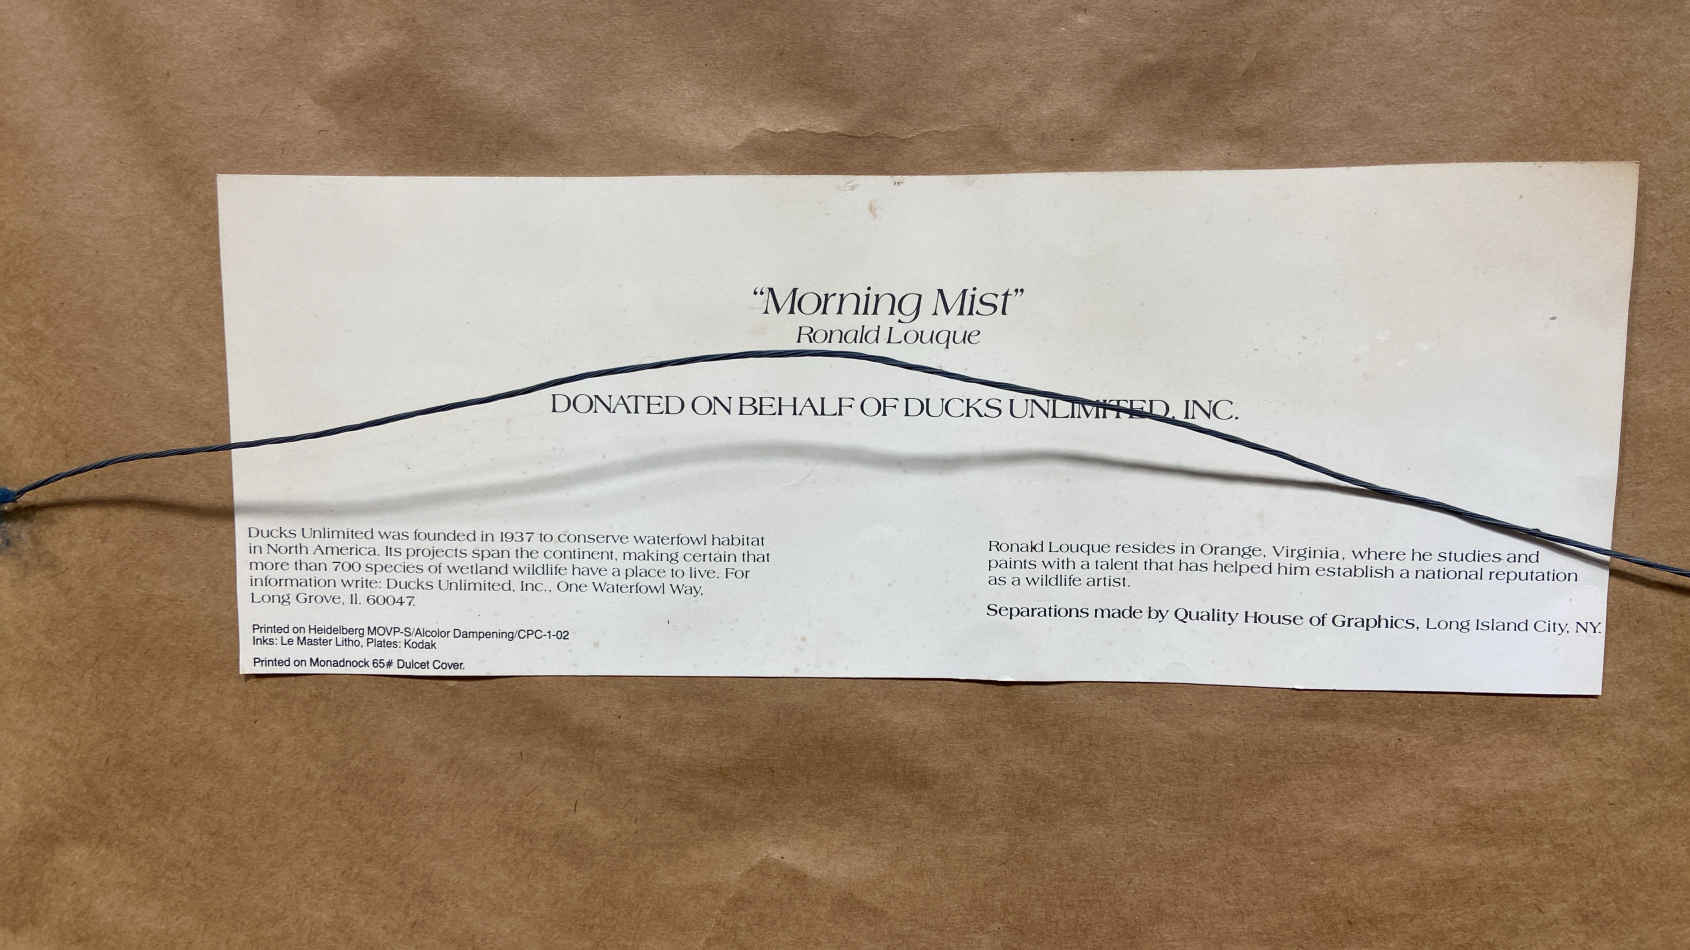 “Morning Mist”
Ronald Louque
DONATED ON BEHALF OF DUCKS UNLIMITED, INC.
Ducks Unlimited was founded in 1937 to conserve waterfowl habitat
in North America. Its projects span the continent, making certain that
more than 700 species of wetland wildlife have a place to live. For
information write: Ducks Unlimited, Inc., One Waterfowl Way,
Long Grove, Il. 60047.
Printed on Heidelberg MOVP-S/Alcolor Dampening/CPC-1-02
Inks: Le Master Litho, Plates: Kodak
Printed on Monadnock 65# Dulcet Cover.
Ronald Louque resides in Orange, Virginia, where he studies and
paints with a talent that has helped him establish a national reputation
as a wildlife artist.
Separations made by Quality House of Graphics, Long Island City, NY.